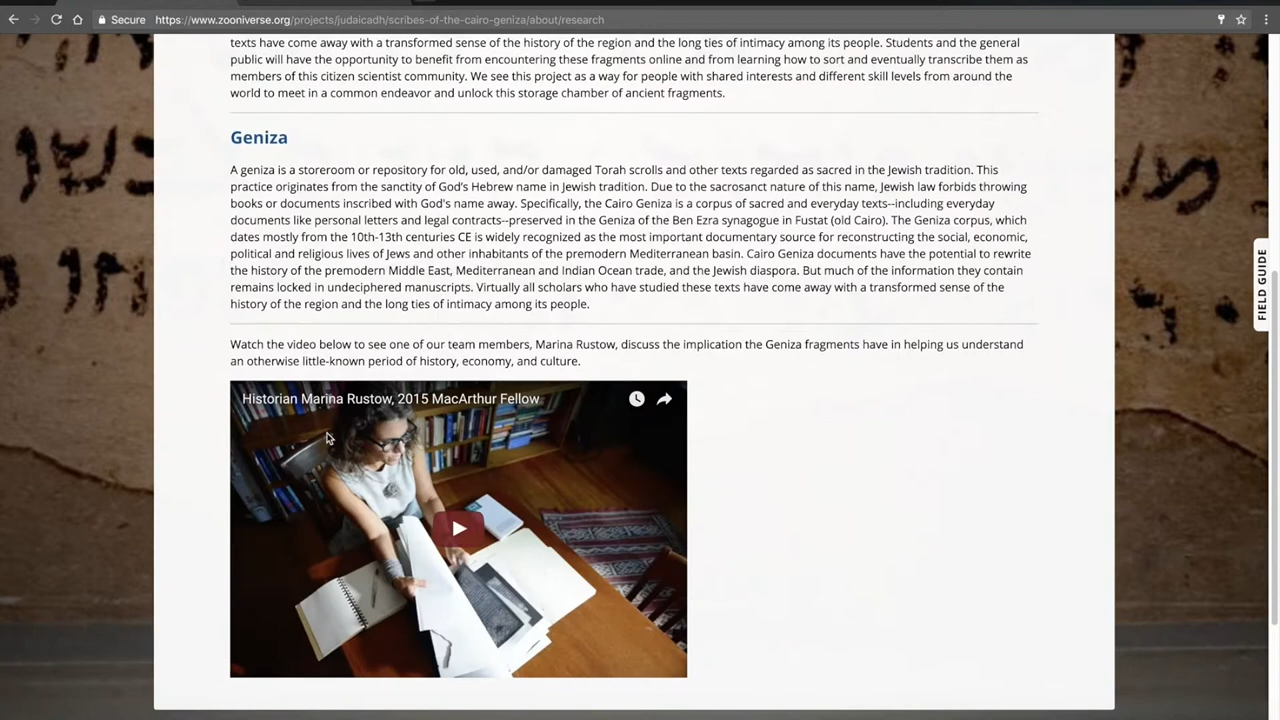 Secure https://www.zooniverse.org/projects/judaicadh/scribes-of-the-cairo-geniza/about/research
texts have come away with a transformed sense of the history of the region and the long ties of intimacy among its people. Students and the general
public will have the opportunity to benefit from encountering these fragments online and from learning how to sort and eventually transcribe them as
members of this citizen scientist community. We see this project as a way for people with shared interests and different skill levels from around the
world to meet in a common endeavor and unlock this storage chamber of ancient fragments.
Geniza
A geniza is a storeroom or repository for old, used, and/or damaged Torah scrolls and other texts regarded as sacred in the Jewish tradition. This
practice originates from the sanctity of God's Hebrew name in Jewish tradition. Due to the sacrosanct nature of this name, Jewish law forbids throwing
books or documents inscribed with God's name away. Specifically, the Cairo Geniza is a corpus of sacred and everyday texts--including everyday
documents like personal letters and legal contracts--preserved in the Geniza of the Ben Ezra synagogue in Fustat (old Cairo). The Geniza corpus, which
dates mostly from the 10th-13th centuries CE is widely recognized as the most important documentary source for reconstructing the social, economic,
political and religious lives of Jews and other inhabitants of the premodern Mediterranean basin. Cairo Geniza documents have the potential to rewrite
the history of the premodern Middle East, Mediterranean and Indian Ocean trade, and the Jewish diaspora. But much of the information they contain
remains locked in undeciphered manuscripts. Virtually all scholars who have studied these texts have come away with a transformed sense of the
history of the region and the long ties of intimacy among its people.
FIELD GUIDE
Watch the video below to see one of our team members, Marina Rustow, discuss the implication the Geniza fragments have in helping us understand
an otherwise little-known period of history, economy, and culture.
Historian Marina Rustow, 2015 MacArthur Fellow